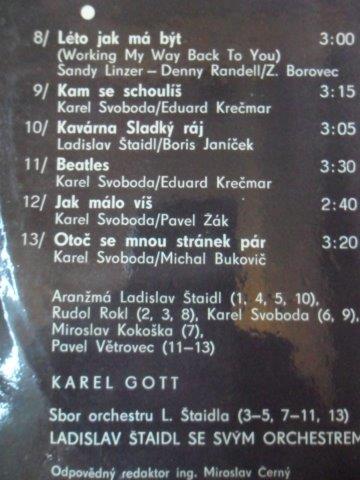 8/ Léto jak má být 3:00
(Working My Way Back To You)
Sandy Linzer – Denny Randell/Z. Borovec
9/ Kam se schoulíš 3:15
Karel Svoboda/Eduard Krečmar
10/ Kavárna Sladký ráj 3:05
Ladislav Štaidl/Boris Janíček
11/ Beatles 3:30
Karel Svoboda/Eduard Krečmar
12/ Jak málo víš 2:40
Karel Svoboda/Pavel Žák
13/ Otoč se mnou stránek pár 3:20
Karel Svoboda/Michal Bukovič
Aranžmá Ladislav Štaidl (1, 4, 5, 10),
Rudol Rokl (2, 3, 8), Karel Svoboda (6, 9),
Miroslav Kokoška (7),
Pavel Větrovec (11–13)
KAREL GOTT
Sbor orchestru L. Štaidla (3–5, 7–11, 13)
LADISLAV ŠTAIDL SE SVÝM ORCHESTREM
Odpovědný redaktor ing. Miroslav Černý